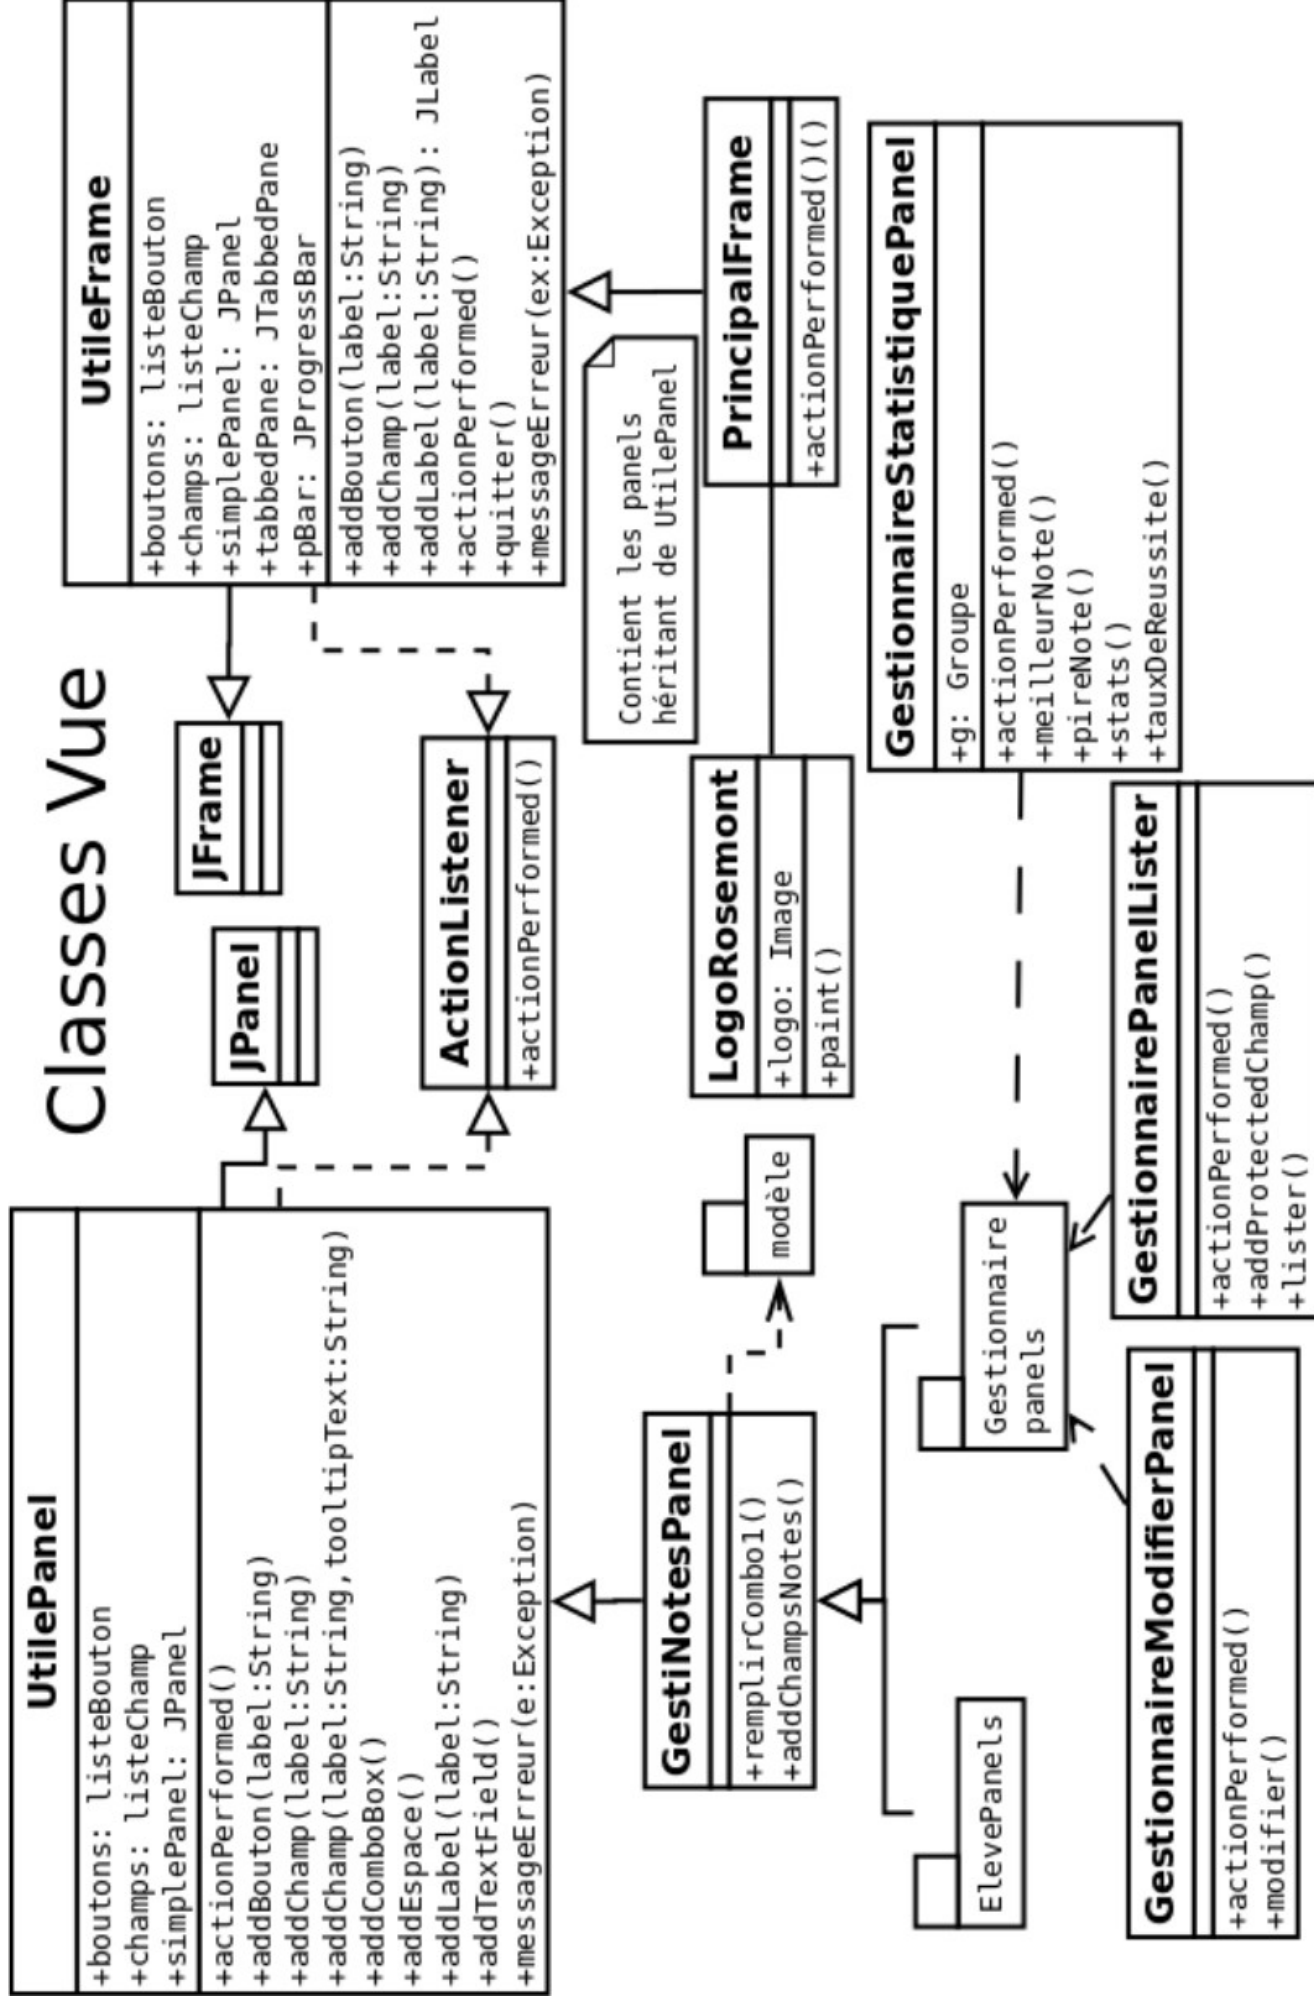 Classes Vue
UtilePanel
+boutons: listeBouton
+champs: listeChamp
+simplePanel: JPanel
+actionPerformed()
+addBouton(label:String)
+addChamp(label:String)
+addChamp(label:String,tooltipText:String)
+addComboBox()
+addEspace()
+addLabel(label:String)
+addTextField()
+messageErreur(e:Exception)
JPanel
JFrame
UtileFrame
+boutons: listeBouton
+champs: listeChamp
+simplePanel: JPanel
+tabbedPane: JTabbedPane
+pBar: JProgressBar
+addBouton(label:String)
+addChamp(label:String)
+addLabel(label:String): JLabel
+actionPerformed()
+quitter()
+messageErreur(ex:Exception)
ActionListener
+actionPerformed()
Contient les panels
héritant de UtilePanel
GestiNotesPanel
+remplirCombo1()
+addChampsNotes()
modèle
LogoRosemont
+logo: Image
+paint()
PrincipalFrame
+actionPerformed()()
ElevePanels
Gestionnaire
panels
GestionnaireStatistiquePanel
+g: Groupe
+actionPerformed()
+meilleurNote()
+pireNote()
+stats()
+tauxDeReussite()
GestionnaireModifierPanel
+actionPerformed()
+modifier()
GestionnairePanelLister
+actionPerformed()
+addProtectedChamp()
+lister()